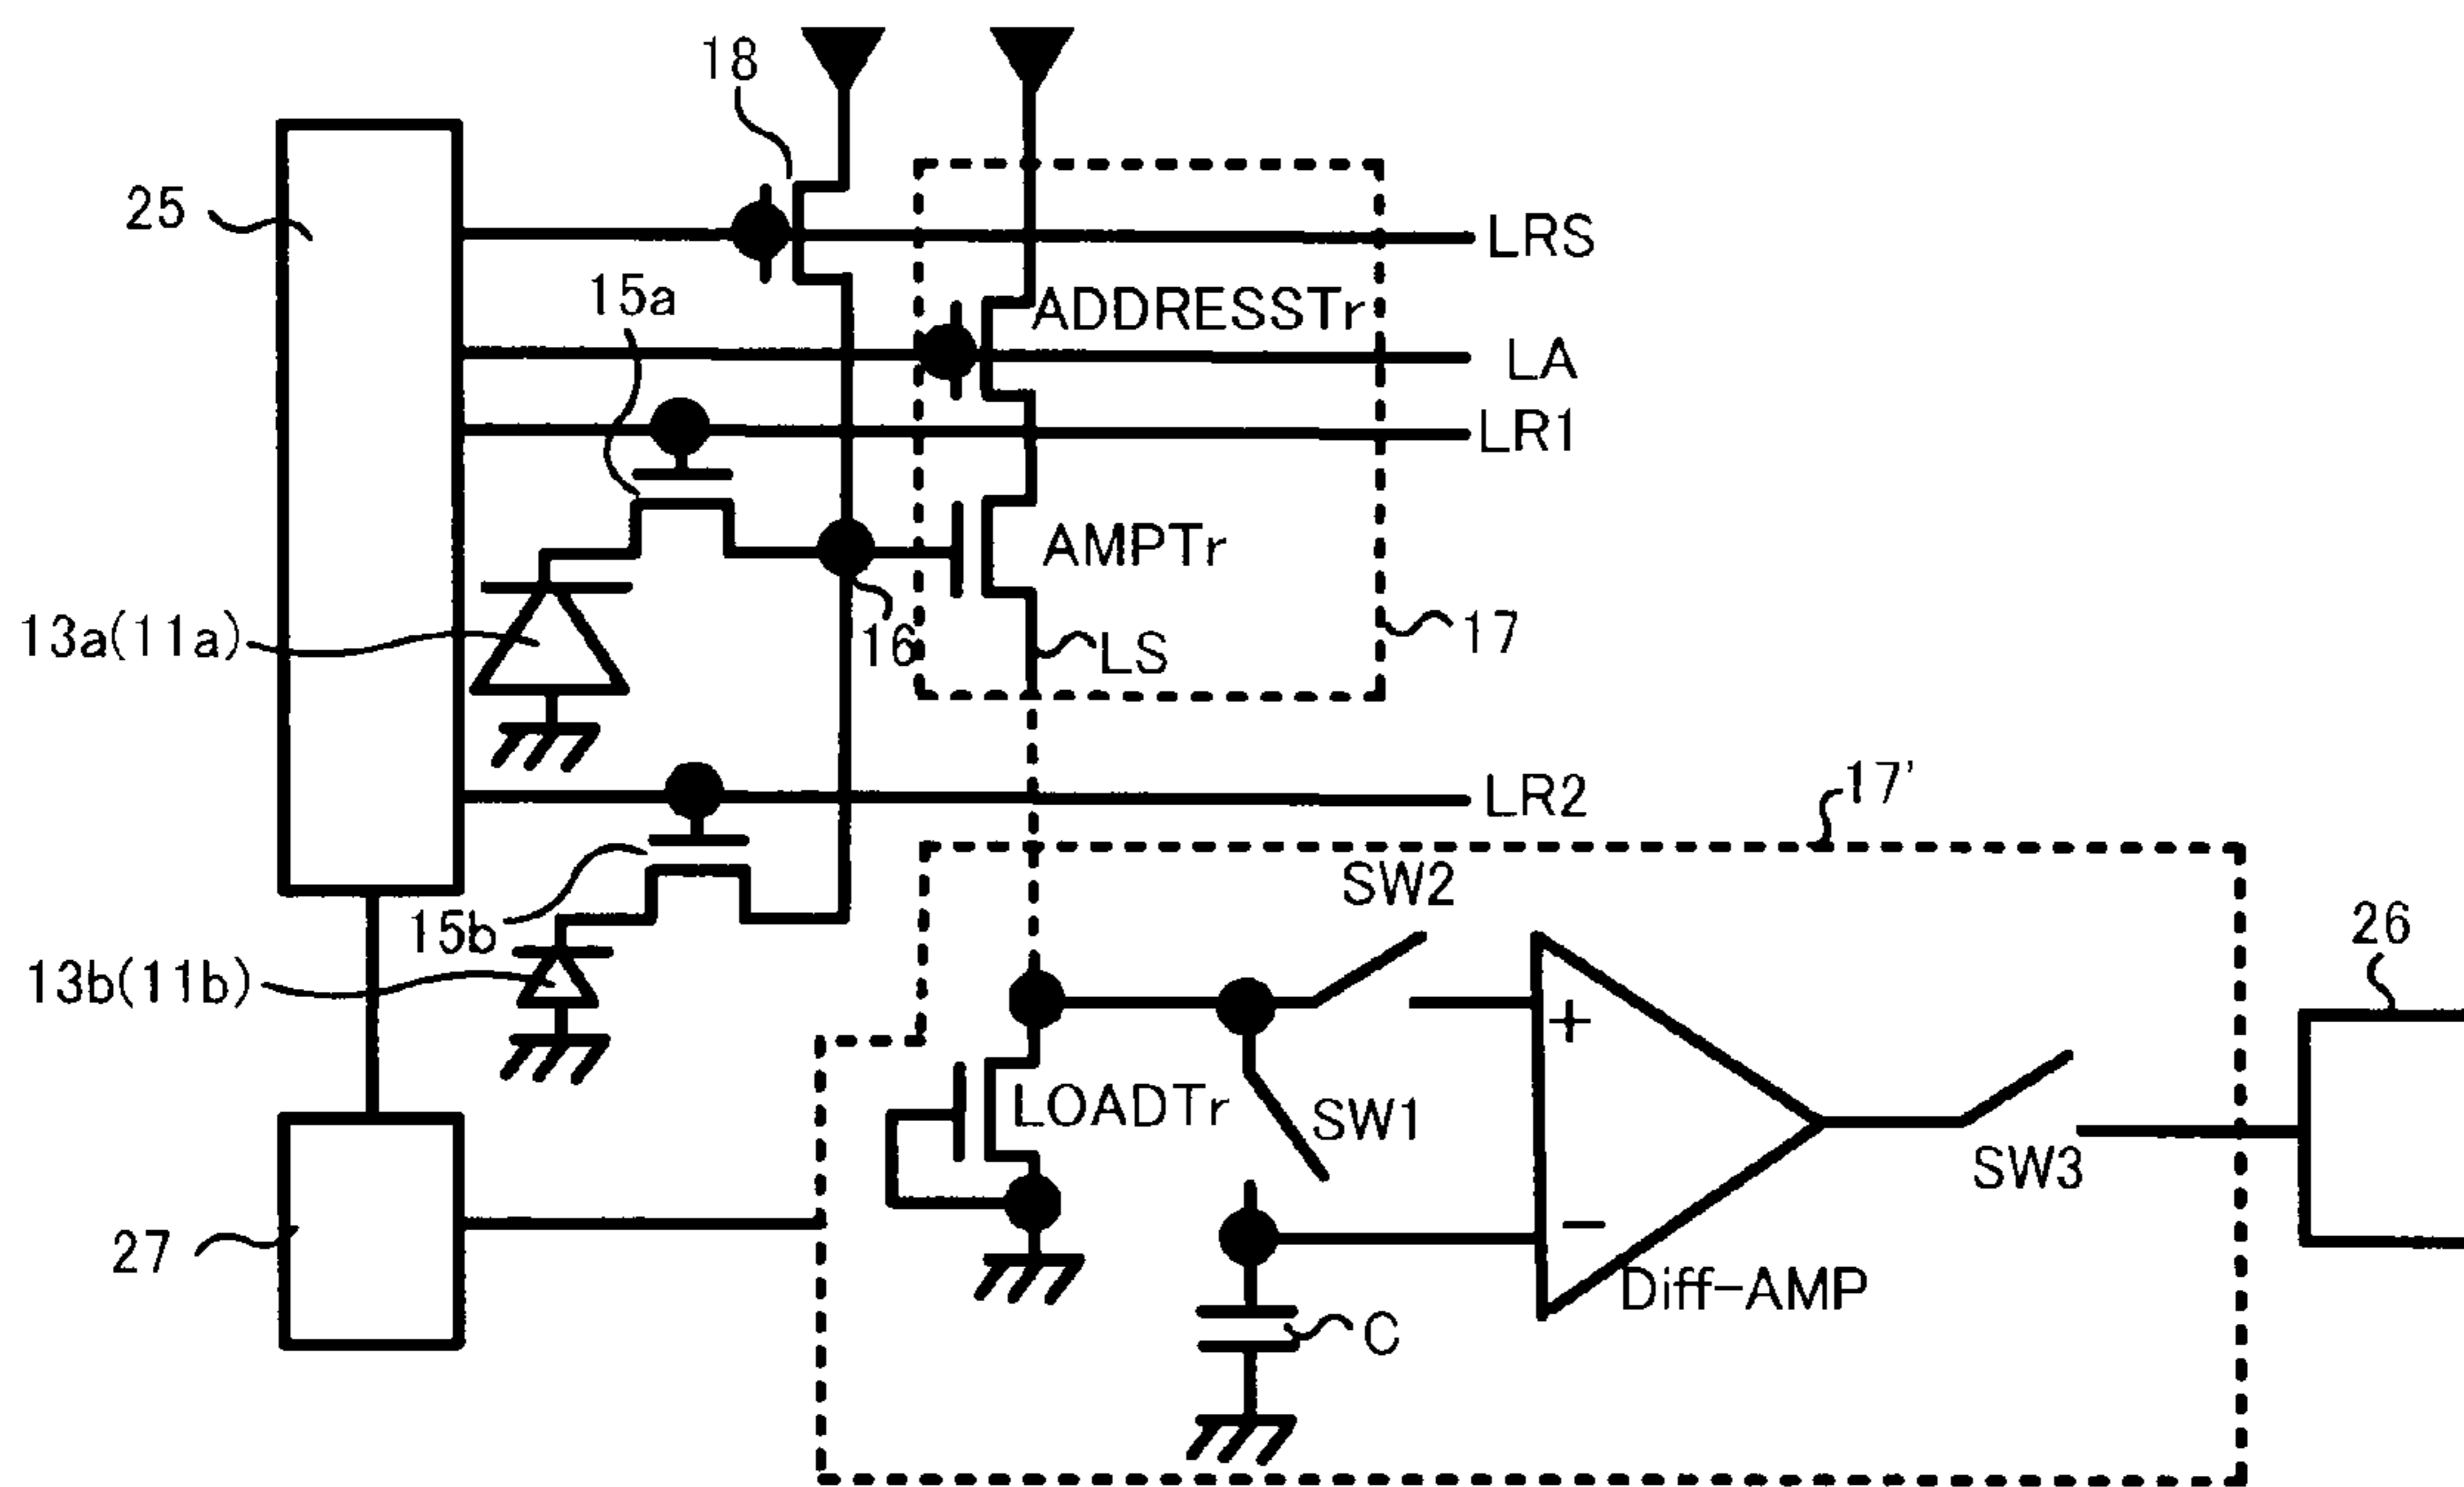 18
25
LRS
15a
ADDRESSTr
LA
LR1
AMPTr
13a(11a)
16
LS
17
17'
LR2
SW2
15b
26
13b(11b)
+
LOADTr
SW1
SW3
27
−
Diff-AMP
C